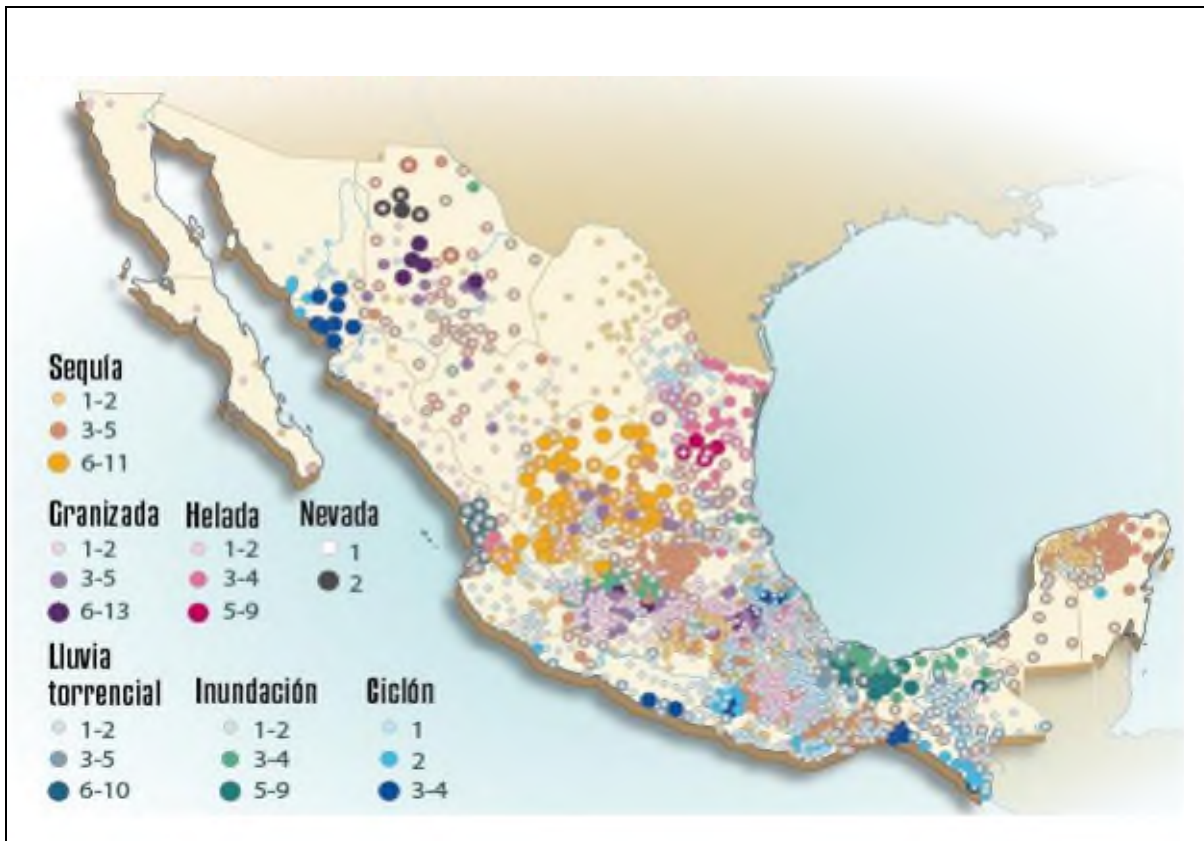 Sequía
1-2
3-5
6-11
Granizada
1-2
3-5
6-13
Helada
1-2
3-4
5-9
Nevada
1
2
Lluvia
torrencial
1-2
3-5
6-10
Inundación
1-2
3-4
5-9
Ciclón
1
2
3-4